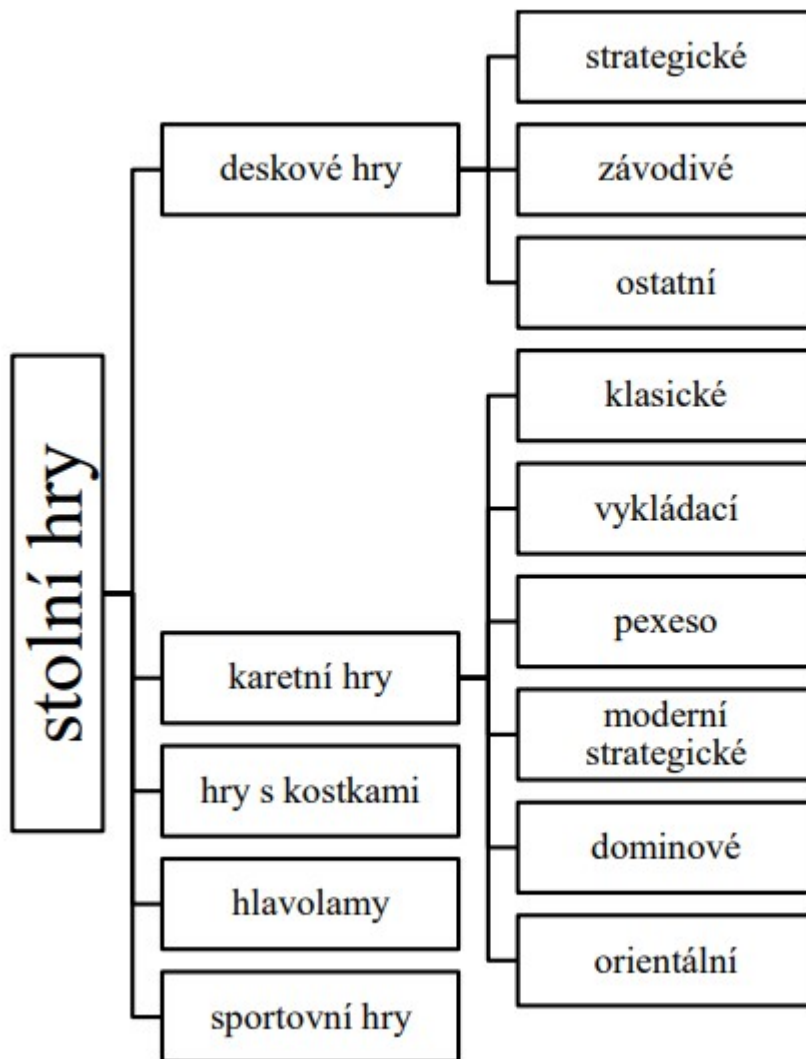 stolní hry
deskové hry
strategické
závodivé
ostatní
karetní hry
klasické
vykládací
pexeso
moderní
strategické
dominové
orientální
hry s kostkami
hlavolamy
sportovní hry